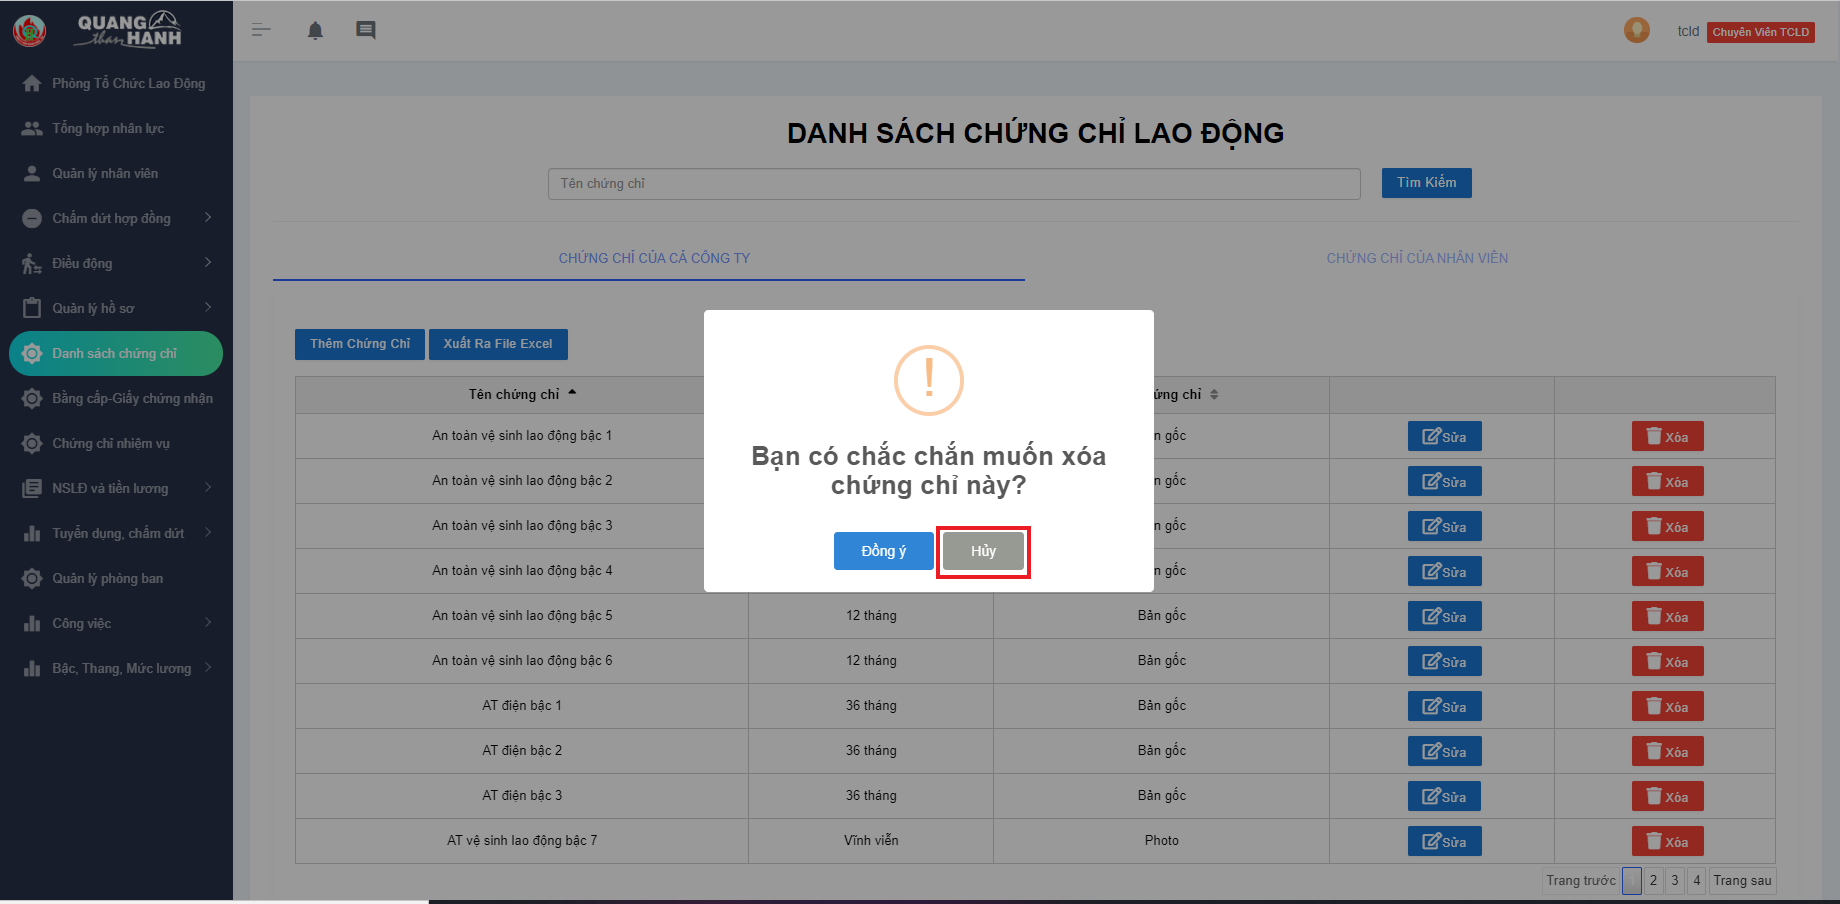 QUANG
than HANH
tcld Chuyên Viên TCLD
Phòng Tổ Chức Lao Động
Tổng hợp nhân lực
Quản lý nhân viên
Chấm dứt hợp đồng
Điều động
Quản lý hồ sơ
Danh sách chứng chỉ
Bằng cấp-Giấy chứng nhận
Chứng chỉ nhiệm vụ
NSLĐ và tiền lương
Tuyển dụng, chấm dứt
Quản lý phòng ban
Công việc
Bậc, Thang, Mức lương
DANH SÁCH CHỨNG CHỈ LAO ĐỘNG
Tên chứng chỉ Tìm Kiếm
CHỨNG CHỈ CỦA CẢ CÔNG TY CHỨNG CHỈ CỦA NHÂN VIÊN
Thêm Chứng Chỉ Xuất Ra File Excel
Tên chứng chỉ ứng chỉ
An toàn vệ sinh lao động bậc 1 n gốc Sửa Xóa
An toàn vệ sinh lao động bậc 2 n gốc Sửa Xóa
An toàn vệ sinh lao động bậc 3 n gốc Sửa Xóa
An toàn vệ sinh lao động bậc 4 n gốc Sửa Xóa
An toàn vệ sinh lao động bậc 5 12 tháng Bản gốc Sửa Xóa
An toàn vệ sinh lao động bậc 6 12 tháng Bản gốc Sửa Xóa
AT điện bậc 1 36 tháng Bản gốc Sửa Xóa
AT điện bậc 2 36 tháng Bản gốc Sửa Xóa
AT điện bậc 3 36 tháng Bản gốc Sửa Xóa
AT vệ sinh lao động bậc 7 Vĩnh viễn Photo Sửa Xóa
Trang trước 1 2 3 4 Trang sau
Bạn có chắc chắn muốn xóa
chứng chỉ này?
Đồng ý Hủy